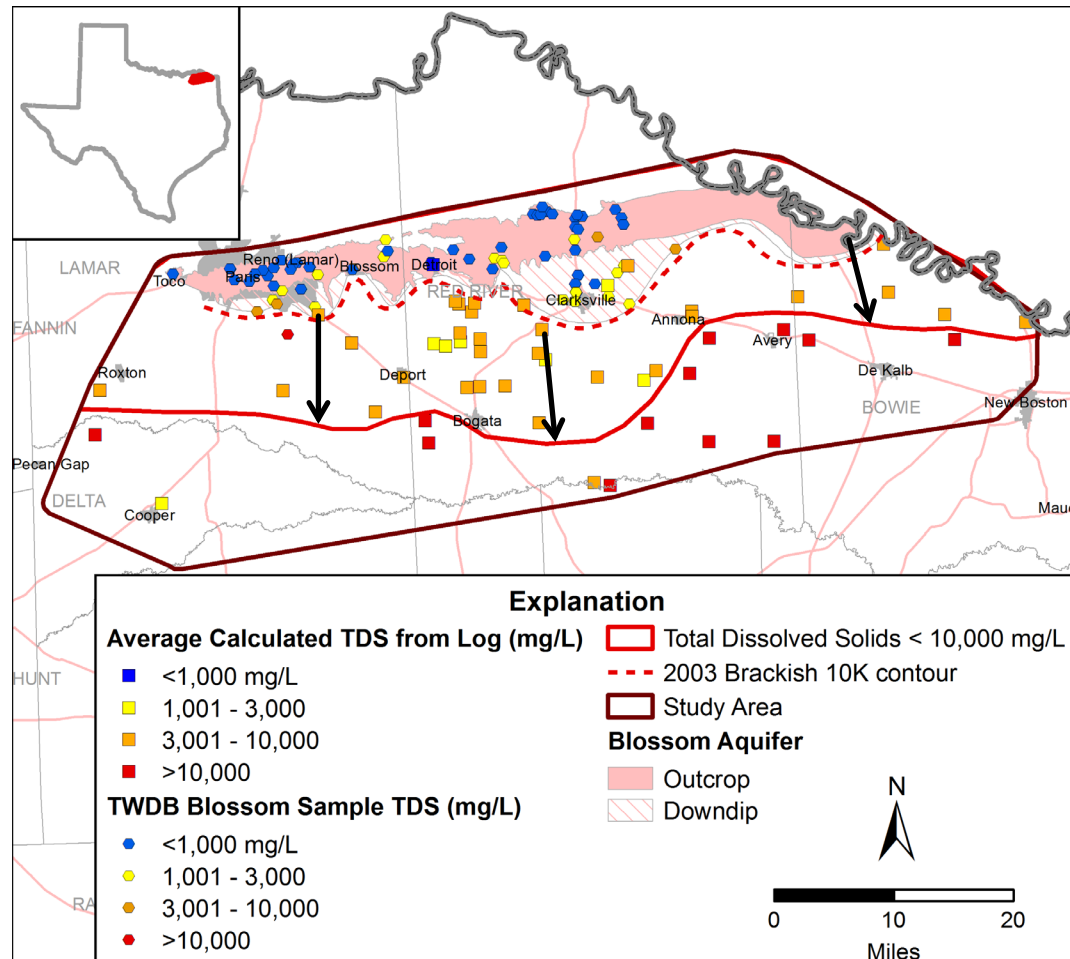 LAMAR
Reno (Lamar)
Toco
Paris
Blossom
Detroit
RED RIVER
Clarksville
FANNIN
Annona
Avery
Roxton
Deport
De Kalb
BOWIE
New Boston
Bogata
Pecan Gap
DELTA
Cooper
Maud
HUNT
RA
Explanation
Average Calculated TDS from Log (mg/L)
<1,000 mg/L
1,001 - 3,000
3,001 - 10,000
>10,000
TWDB Blossom Sample TDS (mg/L)
<1,000 mg/L
1,001 - 3,000
3,001 - 10,000
>10,000
Total Dissolved Solids < 10,000 mg/L
2003 Brackish 10K contour
Study Area
Blossom Aquifer
Outcrop
Downdip
N
0 10 20
Miles